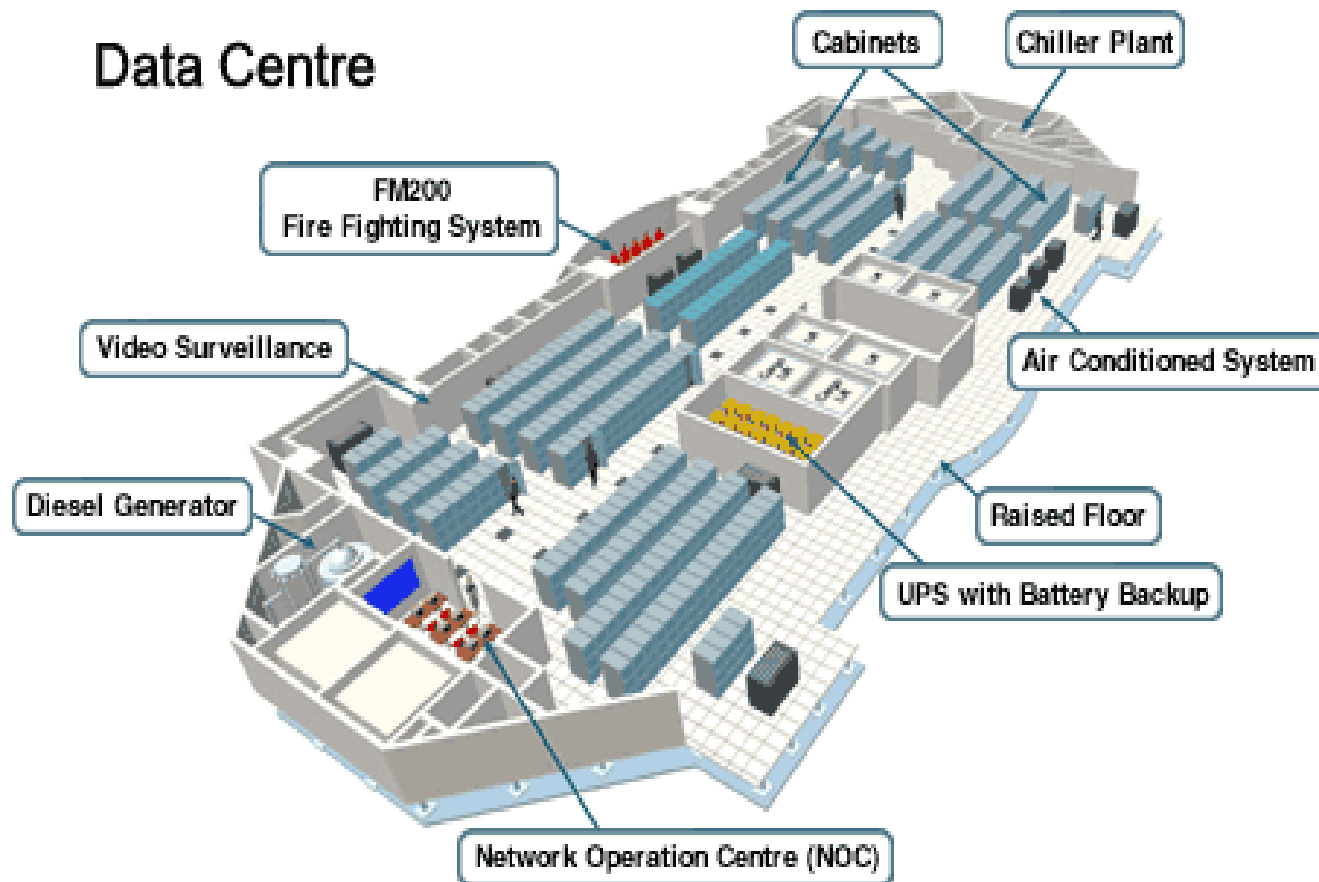 Data Centre
Cabinets
Chiller Plant
FM200
Fire Fighting System
Video Surveillance
Air Conditioned System
Diesel Generator
Raised Floor
UPS with Battery Backup
Network Operation Centre (NOC)